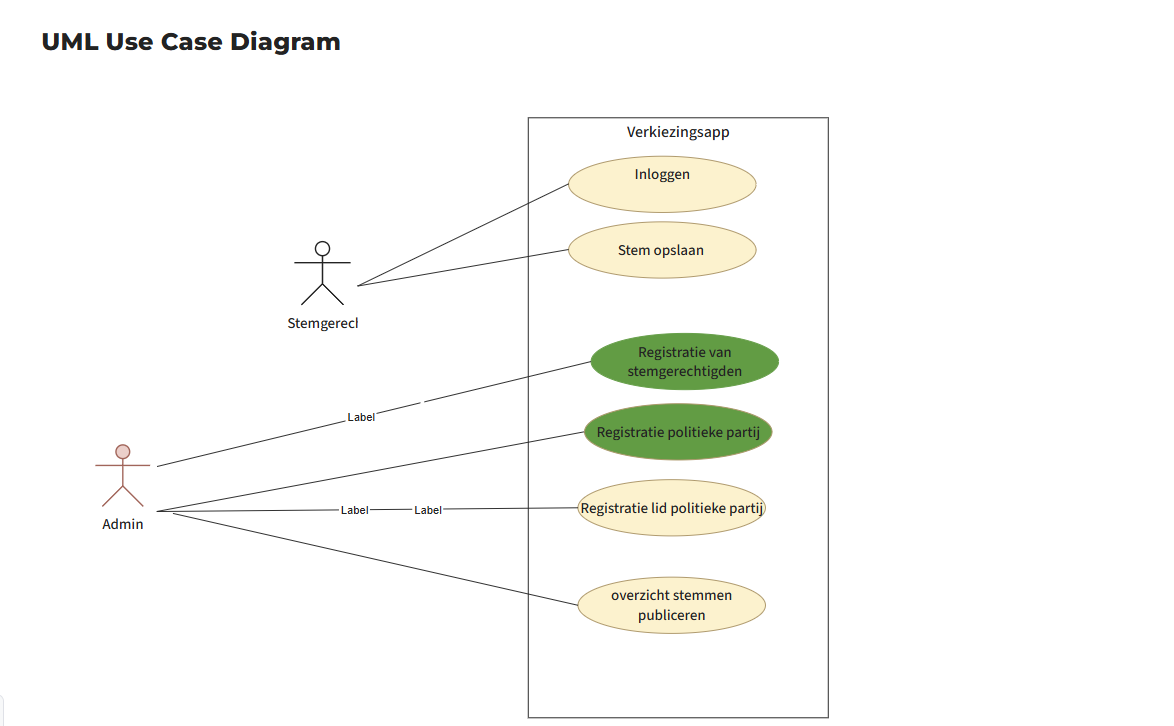 UML Use Case Diagram
Verkiezingsapp
Inloggen
Stem opslaan
Stemgerecl
Registratie van
stemgerechtigden
Label
Registratie politieke partij
Registratie lid politieke partij
Label
Label
Admin
overzicht stemmen
publiceren